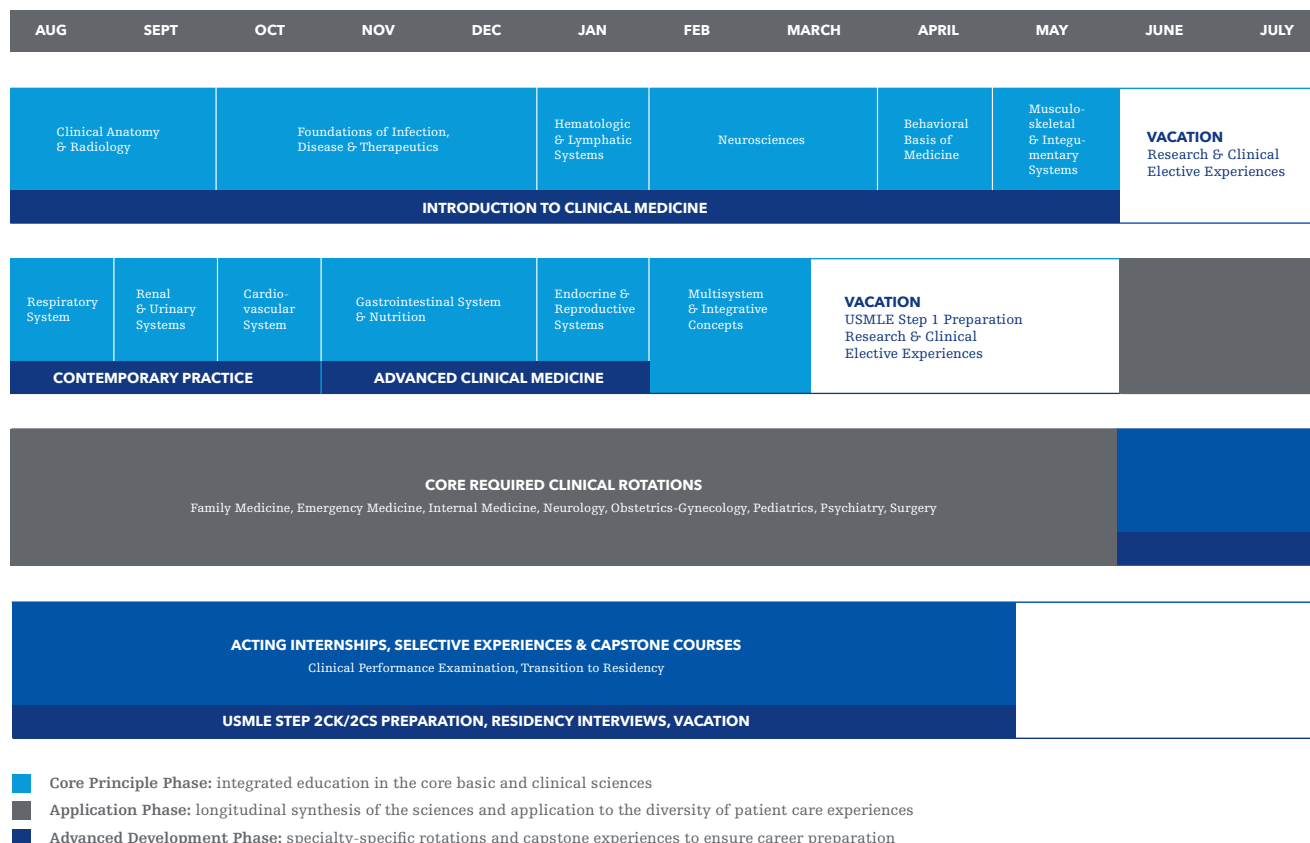 AUG SEPT OCT NOV DEC JAN FEB MARCH APRIL MAY JUNE JULY
Clinical Anatomy
& Radiology
Foundations of Infection,
Disease & Therapeutics
Hematologic
& Lymphatic
Systems
Neurosciences
Behavioral
Basis of
Medicine
Musculo-
skeletal
& Integu-
mentary
Systems
VACATION
Research & Clinical
Elective Experiences
INTRODUCTION TO CLINICAL MEDICINE
Respiratory
System
Renal
& Urinary
Systems
Cardio-
vascular
System
Gastrointestinal System
& Nutrition
Endocrine &
Reproductive
Systems
Multisystem
& Integrative
Concepts
VACATION
USMLE Step 1 Preparation
Research & Clinical
Elective Experiences
CONTEMPORARY PRACTICE
ADVANCED CLINICAL MEDICINE
CORE REQUIRED CLINICAL ROTATIONS
Family Medicine, Emergency Medicine, Internal Medicine, Neurology, Obstetrics-Gynecology, Pediatrics, Psychiatry, Surgery
ACTING INTERNSHIPS, SELECTIVE EXPERIENCES & CAPSTONE COURSES
Clinical Performance Examination, Transition to Residency
USMLE STEP 2CK/2CS PREPARATION, RESIDENCY INTERVIEWS, VACATION
Core Principle Phase: integrated education in the core basic and clinical sciences
Application Phase: longitudinal synthesis of the sciences and application to the diversity of patient care experiences
Advanced Development Phase: specialty-specific rotations and capstone experiences to ensure career preparation